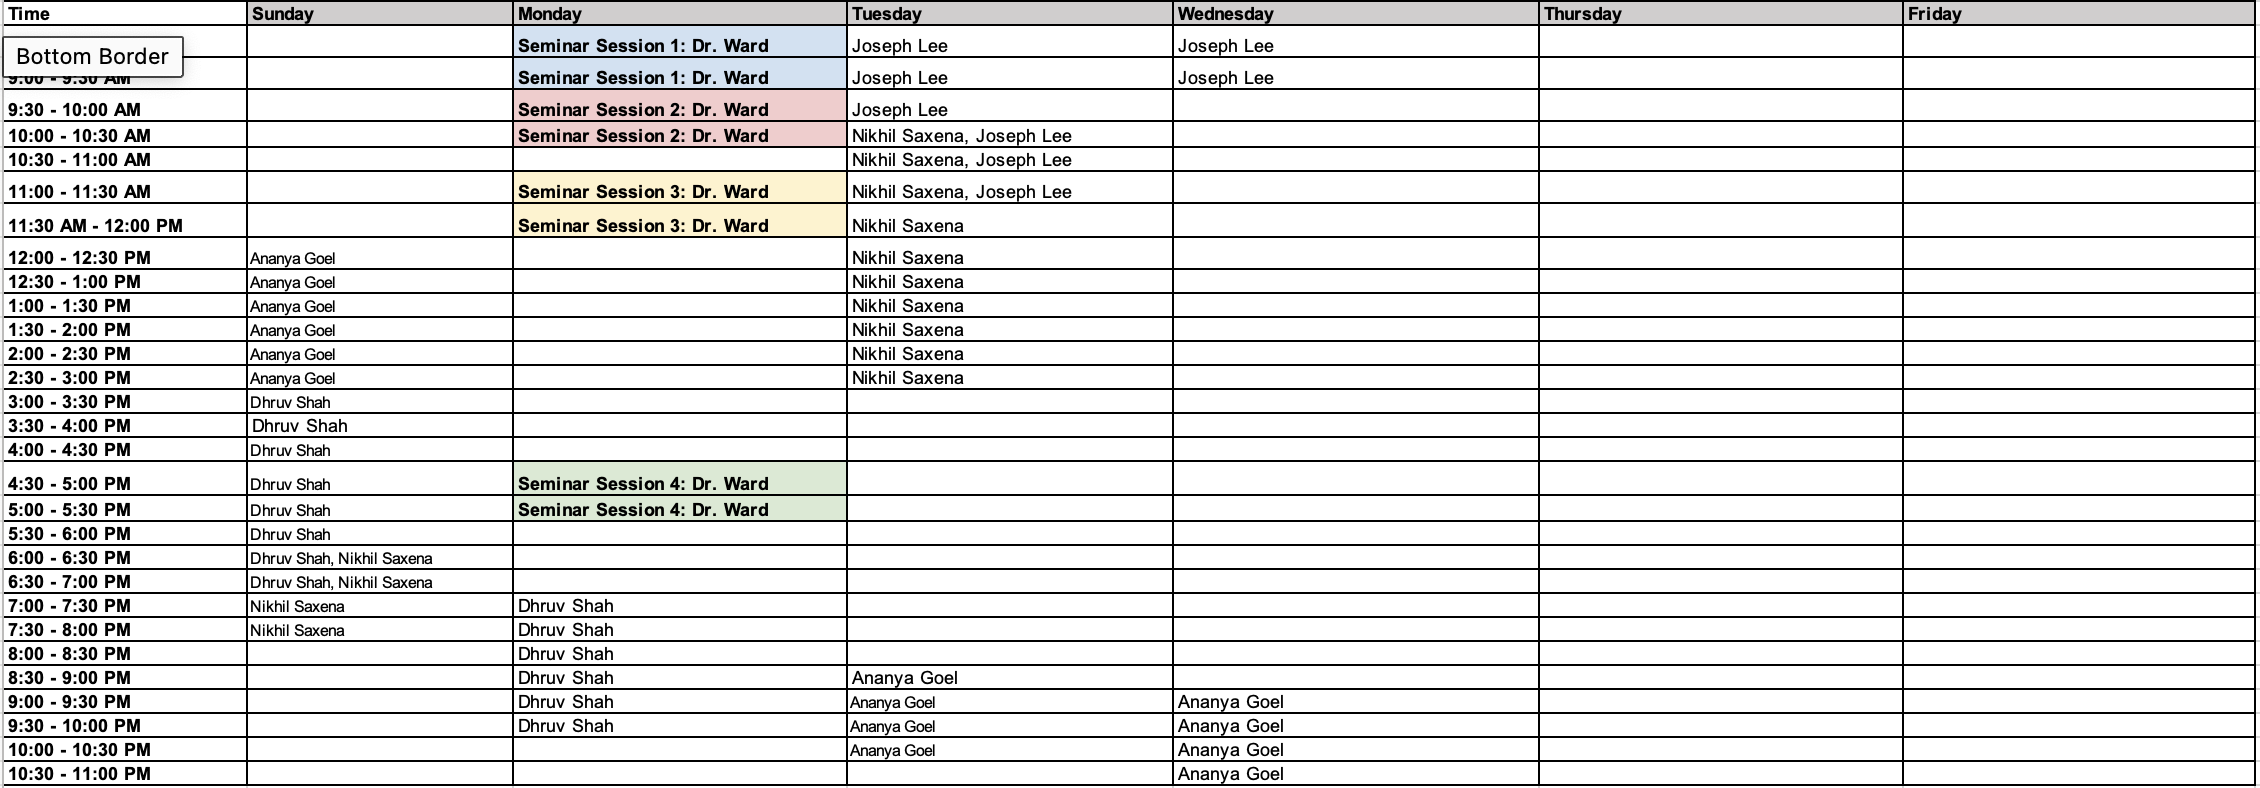 Time Sunday Monday Tuesday Wednesday Thursday Friday
Seminar Session 1: Dr. Ward Joseph Lee Joseph Lee
Bottom Border
9:00 - 9:30 AM Seminar Session 1: Dr. Ward Joseph Lee Joseph Lee
9:30 - 10:00 AM Seminar Session 2: Dr. Ward Joseph Lee
10:00 - 10:30 AM Seminar Session 2: Dr. Ward Nikhil Saxena, Joseph Lee
10:30 - 11:00 AM Nikhil Saxena, Joseph Lee
11:00 - 11:30 AM Seminar Session 3: Dr. Ward Nikhil Saxena, Joseph Lee
11:30 AM - 12:00 PM Seminar Session 3: Dr. Ward Nikhil Saxena
12:00 - 12:30 PM Ananya Goel Nikhil Saxena
12:30 - 1:00 PM Ananya Goel Nikhil Saxena
1:00 - 1:30 PM Ananya Goel Nikhil Saxena
1:30 - 2:00 PM Ananya Goel Nikhil Saxena
2:00 - 2:30 PM Ananya Goel Nikhil Saxena
2:30 - 3:00 PM Ananya Goel Nikhil Saxena
3:00 - 3:30 PM Dhruv Shah
3:30 - 4:00 PM Dhruv Shah
4:00 - 4:30 PM Dhruv Shah
4:30 - 5:00 PM Dhruv Shah Seminar Session 4: Dr. Ward
5:00 - 5:30 PM Dhruv Shah Seminar Session 4: Dr. Ward
5:30 - 6:00 PM Dhruv Shah
6:00 - 6:30 PM Dhruv Shah, Nikhil Saxena
6:30 - 7:00 PM Dhruv Shah, Nikhil Saxena
7:00 - 7:30 PM Nikhil Saxena Dhruv Shah
7:30 - 8:00 PM Nikhil Saxena Dhruv Shah
8:00 - 8:30 PM Dhruv Shah
8:30 - 9:00 PM Dhruv Shah Ananya Goel
9:00 - 9:30 PM Dhruv Shah Ananya Goel Ananya Goel
9:30 - 10:00 PM Dhruv Shah Ananya Goel Ananya Goel
10:00 - 10:30 PM Ananya Goel Ananya Goel
10:30 - 11:00 PM Ananya Goel